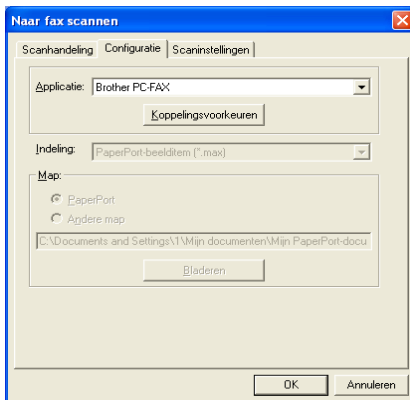 Naar fax scannen
Scanhandeling Configuratie Scaninstellingen
Applicatie: Brother PC-FAX
Koppelingsvoorkeuren
Indeling: PaperPort-beelditem (*.max)
Map:
PaperPort
Andere map
C:\Documents and Settings\1\Mijn documenten\Mijn PaperPort-docu
Bladeren
OK Annuleren